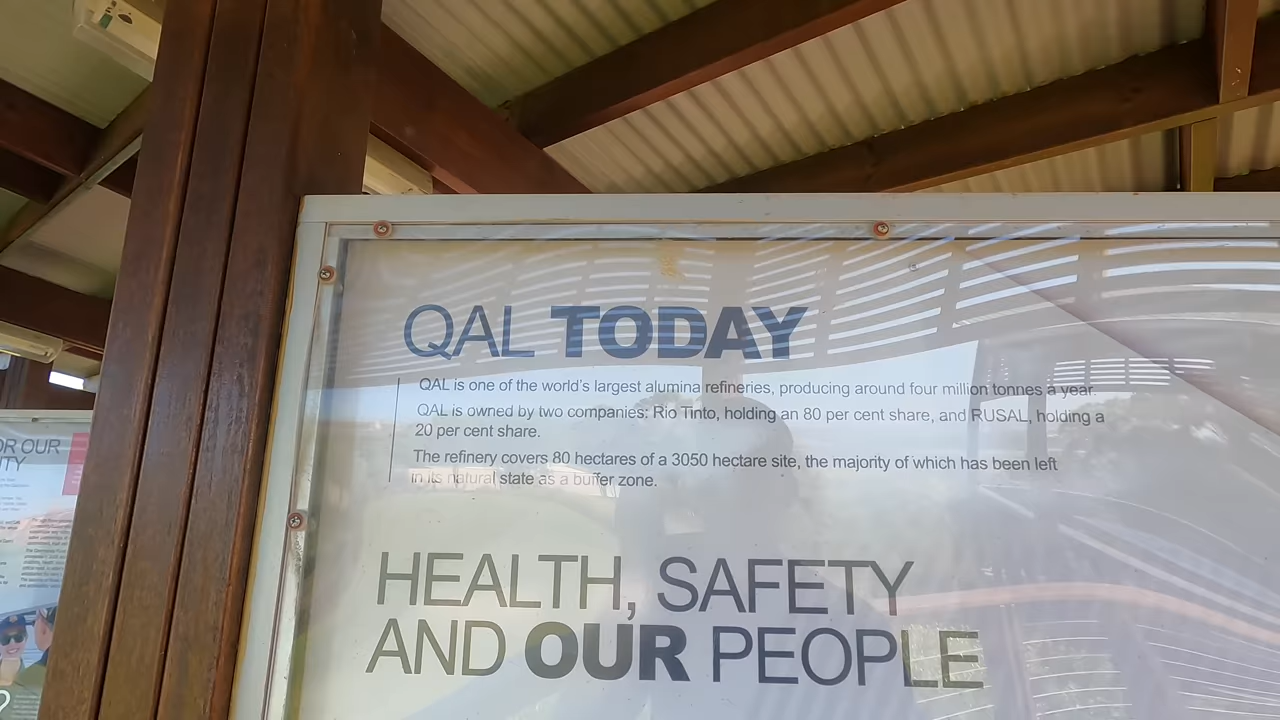 QAL TODAY
QAL is one of the world's largest alumina refineries, producing around four million tonnes a year.
QAL is owned by two companies: Rio Tinto, holding an 80 per cent share, and RUSAL, holding a
20 per cent share.
The refinery covers 80 hectares of a 3050 hectare site, the majority of which has been left
in its natural state as a buffer zone.
HEALTH, SAFETY
AND OUR PEOPLE
OUR